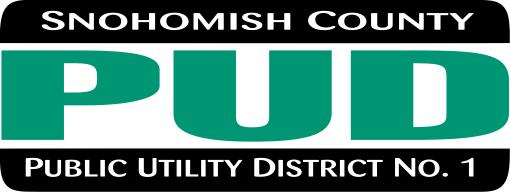 SNOHOMISH COUNTY
PUD
PUBLIC UTILITY DISTRICT NO. 1